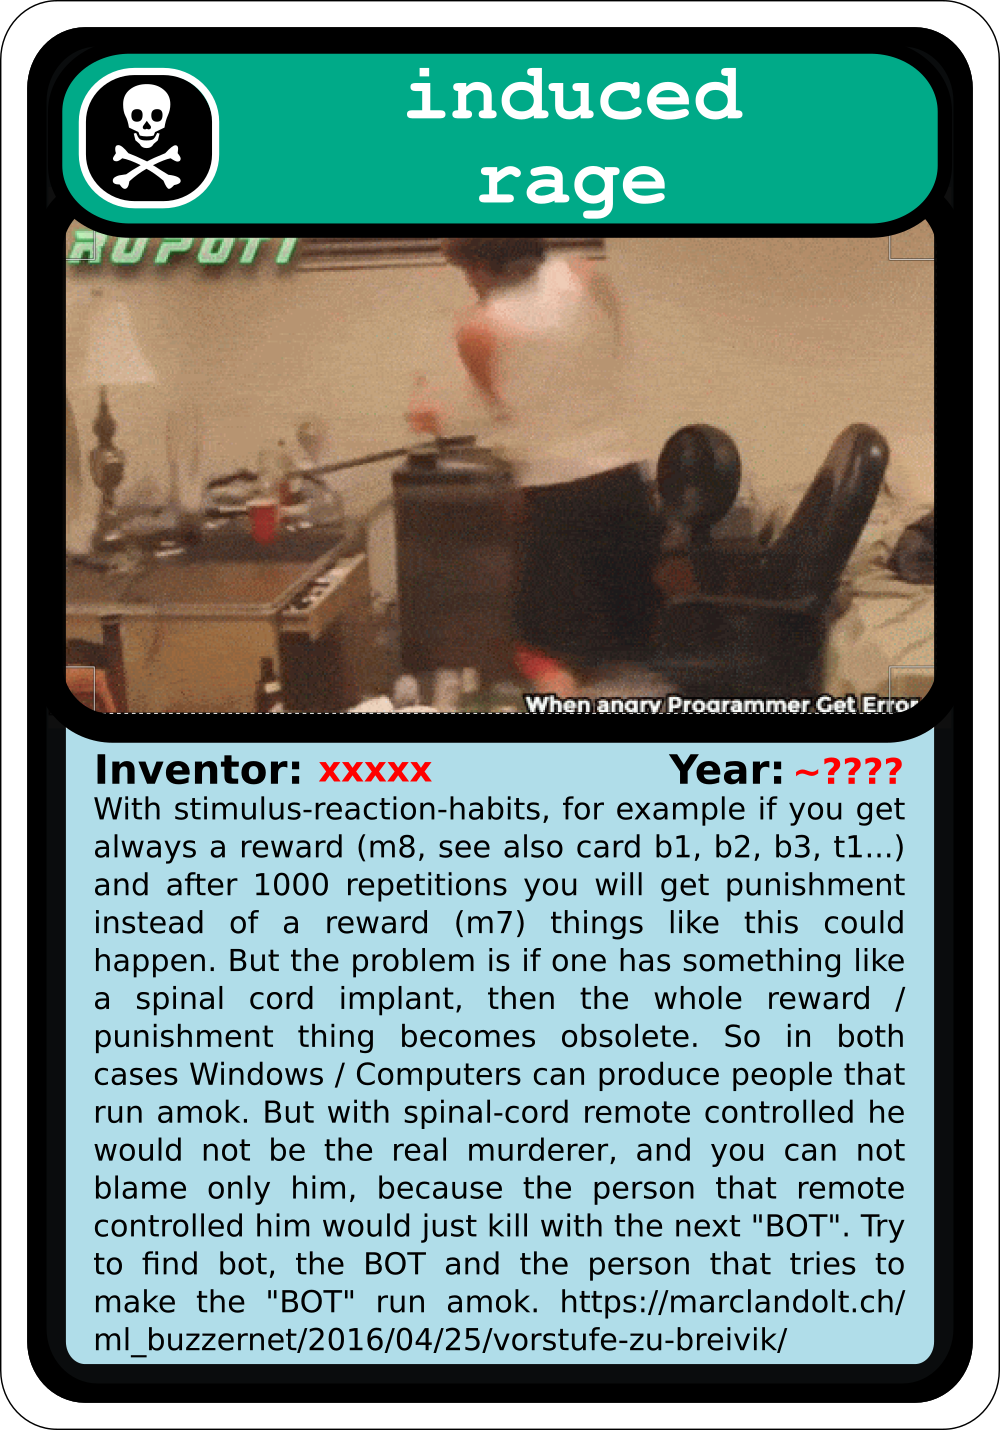 induced
rage
When angry Programmer Get Error
Inventor: xxxxx Year: ~????
With stimulus-reaction-habits, for example if you get
always a reward (m8, see also card b1, b2, b3, t1...)
and after 1000 repetitions you will get punishment
instead of a reward (m7) things like this could
happen. But the problem is if one has something like
a spinal cord implant, then the whole reward /
punishment thing becomes obsolete. So in both
cases Windows / Computers can produce people that
run amok. But with spinal-cord remote controlled he
would not be the real murderer, and you can not
blame only him, because the person that remote
controlled him would just kill with the next "BOT". Try
to find bot, the BOT and the person that tries to
make the "BOT" run amok. https://marclandolt.ch/
ml_buzzernet/2016/04/25/vorstufe-zu-breivik/